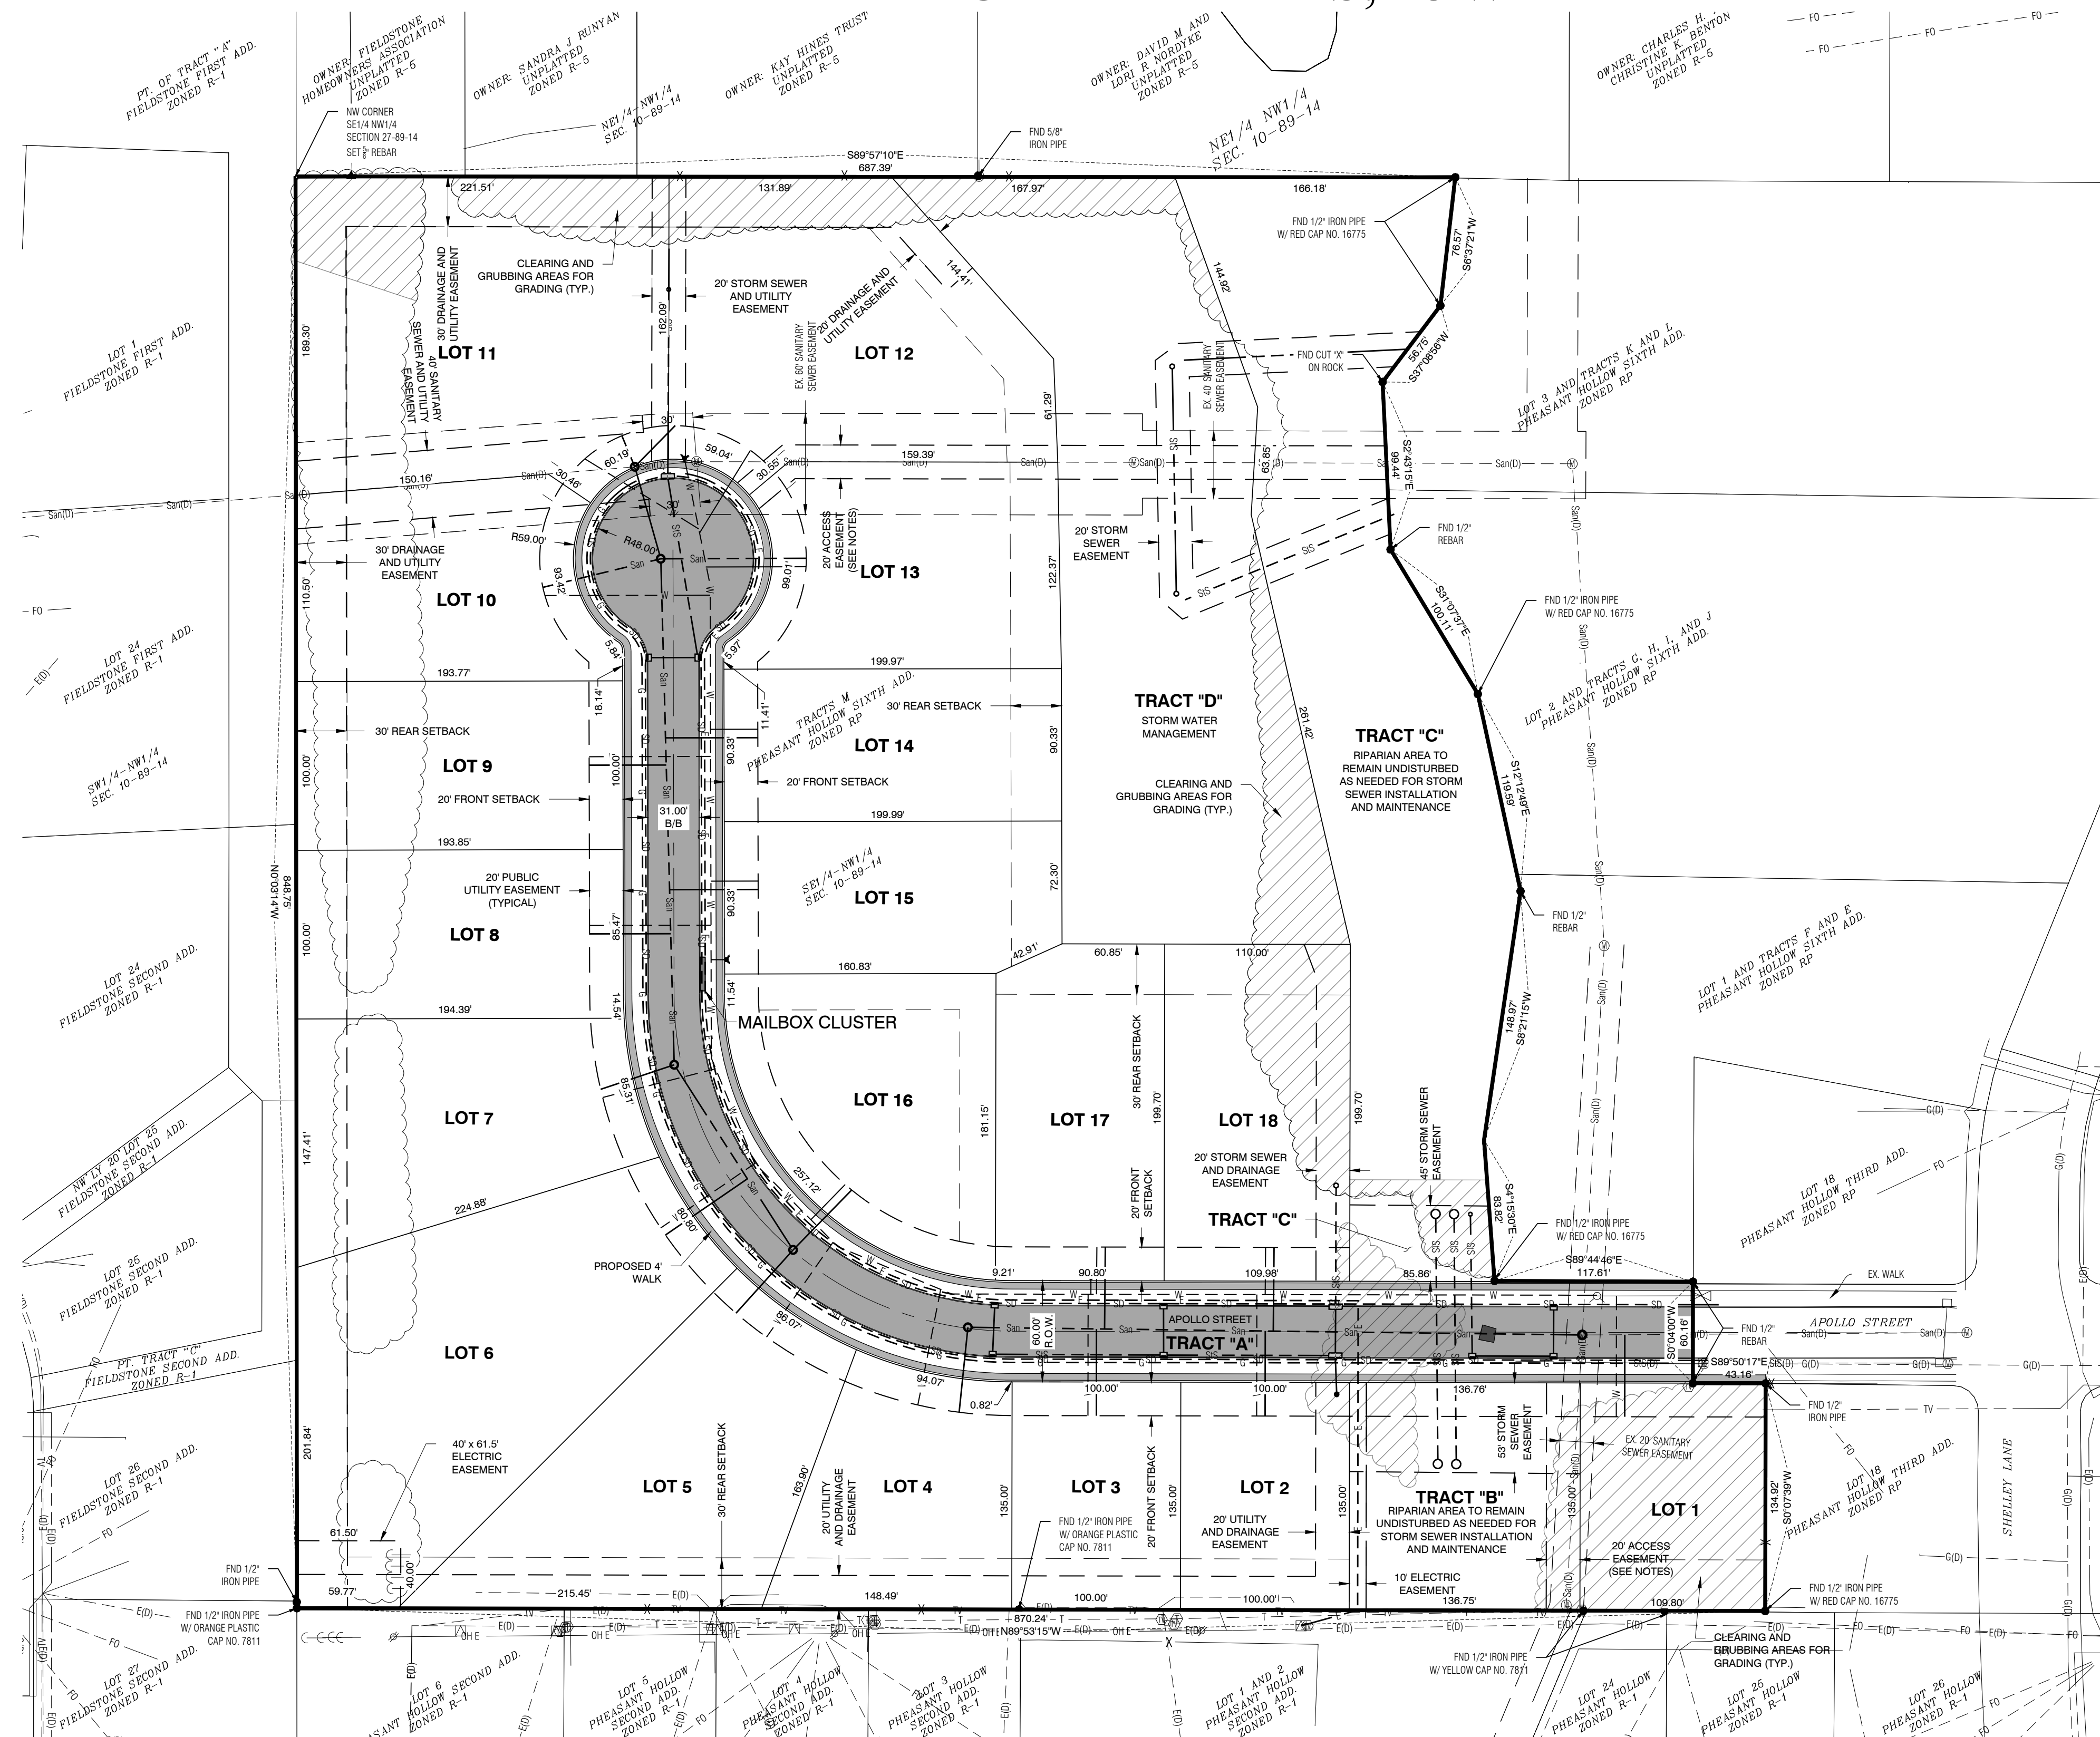 PT. OF TRACT "A"
FIELDSTONE FIRST ADD.
ZONED R-1
OWNER: FIELDSTONE
HOMEOWNERS ASSOCIATION
UNPLATTED
ZONED R-5
OWNER: SANDRA J RUNYAN
UNPLATTED
ZONED R-5
OWNER: KAY HINES TRUST
UNPLATTED
ZONED R-5
OWNER: DAVID M AND
LORI R NORDYKE
UNPLATTED
ZONED R-5
OWNER: CHARLES H.
CHRISTINE K. BENTON
UNPLATTED
ZONED R-5
FO
FO
FO
FO
NW CORNER
SE1/4 NW1/4
SECTION 27-89-14
SET REBAR
NE1/4-NW1/4
SEC. 10-89-14
FND 5/8"
IRON PIPE
NE1/4 NW1/4
SEC. 10-89-14
S89°57'10"E
687.39'
221.51'
131.89'
167.97'
166.18'
FND 1/2" IRON PIPE
W/ RED CAP NO. 16775
76.57'
S6°37'21"W
CLEARING AND
GRUBBING AREAS FOR
GRADING (TYP.)
30' DRAINAGE AND
UTILITY EASEMENT
20' STORM SEWER
AND UTILITY
EASEMENT
162.09'
20' DRAINAGE AND
UTILITY EASEMENT
144.41'
144.92'
EX. 60' SANITARY
SEWER EASEMENT
EX. 40' SANITARY
SEWER EASEMENT
FND CUT "X"
ON ROCK
56.75'
S37°08'56"W
LOT 3 AND TRACTS K AND L
PHEASANT HOLLOW SIXTH ADD.
ZONED RP
LOT 1
FIELDSTONE FIRST ADD.
ZONED R-1
189.30'
LOT 11
40' SANITARY
SEWER AND UTILITY
EASEMENT
LOT 12
61.29'
30'
60.19'
59.04'
30.46'
30.55'
150.16'
159.39'
63.85'
99.44'
S2°43'15"E
San(D)
San(D)
San(D)
San(D)
San(D)
San(D)
San(D)
R59.00'
R48.00'
30'
20' ACCESS
EASEMENT
(SEE NOTES)
20' STORM
SEWER
EASEMENT
FND 1/2"
REBAR
30' DRAINAGE
AND UTILITY
EASEMENT
110.50'
LOT 10
93.42'
99.01'
LOT 13
122.37'
S31°07'37"E
100.11'
FND 1/2" IRON PIPE
W/ RED CAP NO. 16775
LOT 24
FIELDSTONE FIRST ADD.
ZONED R-1
5.84'
5.97'
193.77'
199.97'
18.14'
11.41'
TRACTS M
PHEASANT HOLLOW SIXTH ADD.
ZONED RP
30' REAR SETBACK
TRACT "D"
STORM WATER
MANAGEMENT
261.42'
TRACT "C"
RIPARIAN AREA TO
REMAIN UNDISTURBED
AS NEEDED FOR STORM
SEWER INSTALLATION
AND MAINTENANCE
LOT 2 AND TRACTS G, H, I, AND J
PHEASANT HOLLOW SIXTH ADD.
ZONED RP
30' REAR SETBACK
SW1/4-NW1/4
SEC. 10-89-14
100.00'
LOT 9
100.00'
90.33'
LOT 14
90.33'
20' FRONT SETBACK
20' FRONT SETBACK
31.00'
B/B
CLEARING AND
GRUBBING AREAS FOR
GRADING (TYP.)
S12°12'49"E
119.59'
193.85'
199.99'
N0°03'14"W
848.75'
20' PUBLIC
UTILITY EASEMENT
(TYPICAL)
SE1/4-NW1/4
SEC. 10-89-14
72.30'
LOT 15
90.33'
85.47'
LOT 8
100.00'
FND 1/2"
REBAR
LOT 24
FIELDSTONE SECOND ADD.
ZONED R-1
LOT 1 AND TRACTS F AND E
PHEASANT HOLLOW SIXTH ADD.
ZONED RP
160.83'
42.91'
60.85'
110.00'
194.39'
14.54'
11.54'
MAILBOX CLUSTER
148.97'
S8°21'15"W
30' REAR SETBACK
85.31'
LOT 7
147.41'
LOT 16
181.15'
LOT 17
199.70'
LOT 18
199.70'
45' STORM SEWER
EASEMENT
NW'LY 20' LOT 25
FIELDSTONE SECOND ADD.
ZONED R-1
20' STORM SEWER
AND DRAINAGE
EASEMENT
20' FRONT
SETBACK
257.12'
224.88'
80.80'
TRACT "C"
S4°15'30"E
83.82'
FND 1/2" IRON PIPE
W/ RED CAP NO. 16775
LOT 18
PHEASANT HOLLOW THIRD ADD.
ZONED RP
LOT 25
FIELDSTONE SECOND ADD.
ZONED R-1
PROPOSED 4'
WALK
9.21'
90.80'
109.98'
85.86'
S89°44'46"E
117.61'
EX. WALK
86.07'
60.00'
R.O.W.
APOLLO STREET
TRACT "A"
S0°04'00"W
60.16'
APOLLO STREET
FND 1/2"
REBAR
PT. TRACT "C"
FIELDSTONE SECOND ADD.
ZONED R-1
LOT 6
94.07'
0.82'
100.00'
100.00'
136.76'
S89°50'17"E
43.16'
FND 1/2"
IRON PIPE
TV
201.84'
40' x 61.5'
ELECTRIC
EASEMENT
53' STORM
SEWER
EASEMENT
EX. 20' SANITARY
SEWER EASEMENT
LOT 26
FIELDSTONE SECOND ADD.
ZONED R-1
30' REAR SETBACK
LOT 5
163.90'
20' UTILITY
AND DRAINAGE
EASEMENT
LOT 4
135.00'
LOT 3
20' FRONT SETBACK
135.00'
LOT 2
135.00'
TRACT "B"
RIPARIAN AREA TO REMAIN
UNDISTURBED AS NEEDED FOR
STORM SEWER INSTALLATION
AND MAINTENANCE
135.00'
LOT 1
134.92'
S0°07'39"W
LOT 18
PHEASANT HOLLOW THIRD ADD.
ZONED RP
SHELLEY LANE
FND 1/2" IRON PIPE
W/ ORANGE PLASTIC
CAP NO. 7811
20' UTILITY
AND DRAINAGE
EASEMENT
20' ACCESS
EASEMENT
(SEE NOTES)
10' ELECTRIC
EASEMENT
61.50'
40.00'
FND 1/2"
IRON PIPE
59.77'
215.45'
148.49'
100.00'
100.00'
136.75'
109.80'
FND 1/2" IRON PIPE
W/ RED CAP NO. 16775
FND 1/2" IRON PIPE
W/ ORANGE PLASTIC
CAP NO. 7811
870.24'
N89°53'15"W
FND 1/2" IRON PIPE
W/ YELLOW CAP NO. 7811
CLEARING AND
GRUBBING AREAS FOR
GRADING (TYP.)
LOT 27
FIELDSTONE SECOND ADD.
ZONED R-1
LOT 6
HOLLOW SECOND ADD.
ZONED R-1
LOT 5
PHEASANT HOLLOW
SECOND ADD.
ZONED R-1
LOT 4
PHEASANT HOLLOW
SECOND ADD.
ZONED R-1
LOT 3
PHEASANT HOLLOW
SECOND ADD.
ZONED R-1
LOT 1 AND 2
PHEASANT HOLLOW
SECOND ADD.
ZONED R-1
LOT 24
PHEASANT HOLLOW
ZONED R-1
LOT 25
PHEASANT HOLLOW
ZONED R-1
LOT 26
PHEASANT HOLLOW
ZONED R-1